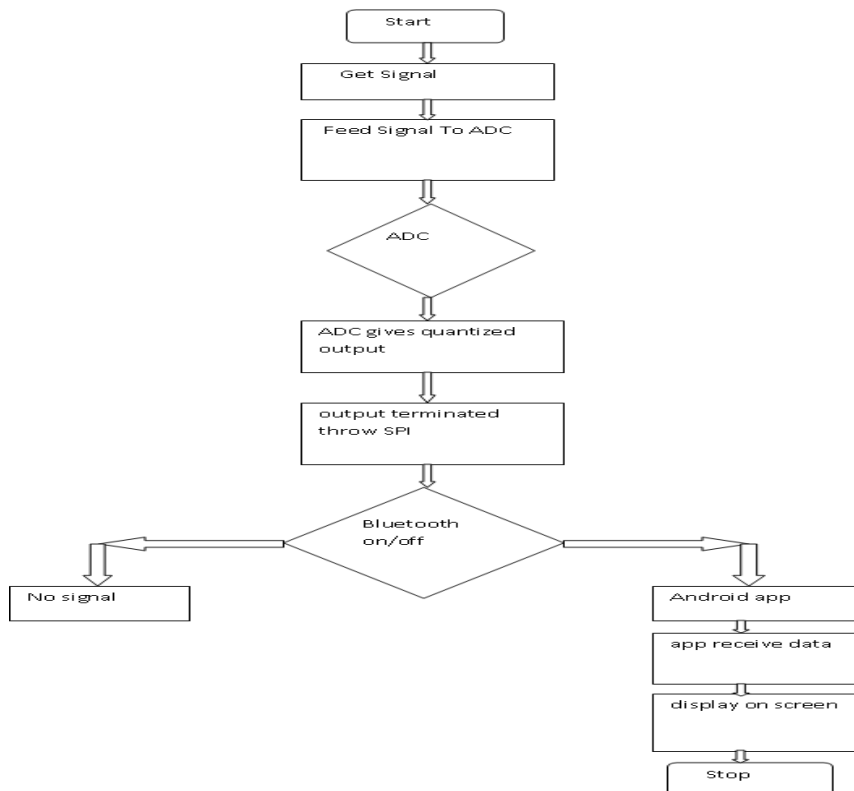 Start
Get Signal
Feed Signal To ADC
ADC
ADC gives quantized
output
output terminated
throw SPI
Bluetooth
on/off
No signal
Android app
app receive data
display on screen
Stop